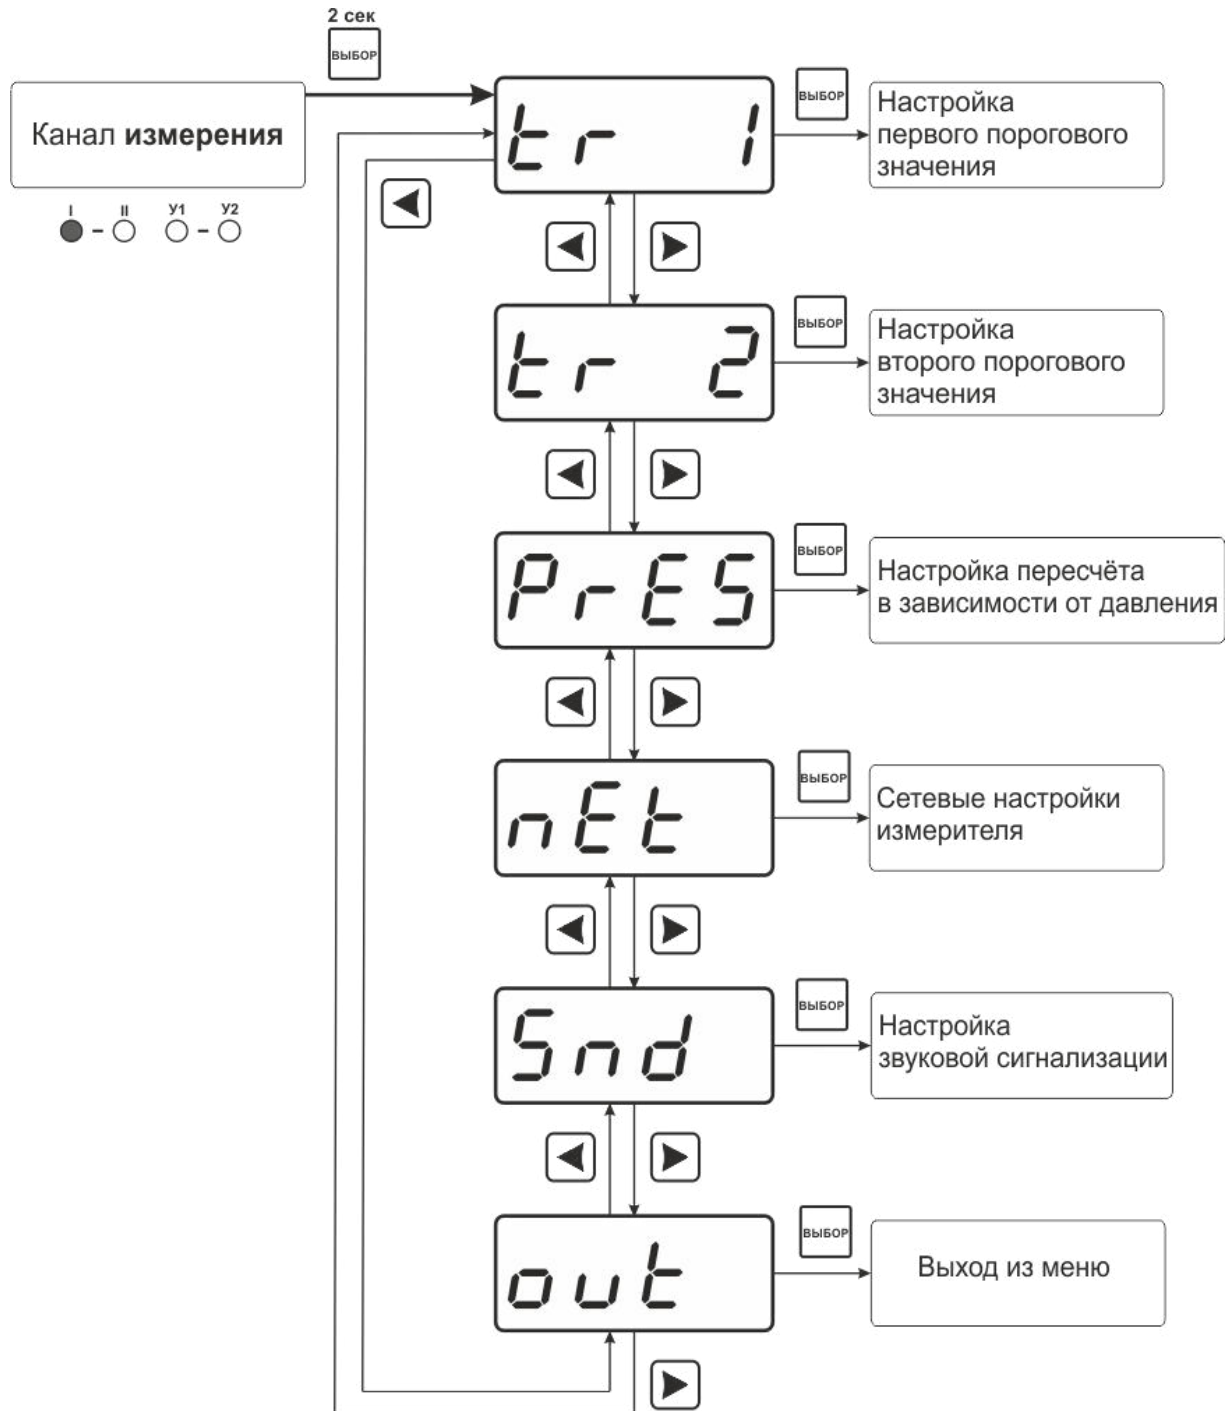 2 сек
ВЫБОР
Канал измерения
I II У1 У2
tr 1
ВЫБОР
Настройка
первого порогового
значения
tr 2
ВЫБОР
Настройка
второго порогового
значения
PrES
ВЫБОР
Настройка пересчёта
в зависимости от давления
nEt
ВЫБОР
Сетевые настройки
измерителя
Snd
ВЫБОР
Настройка
звуковой сигнализации
out
ВЫБОР
Выход из меню